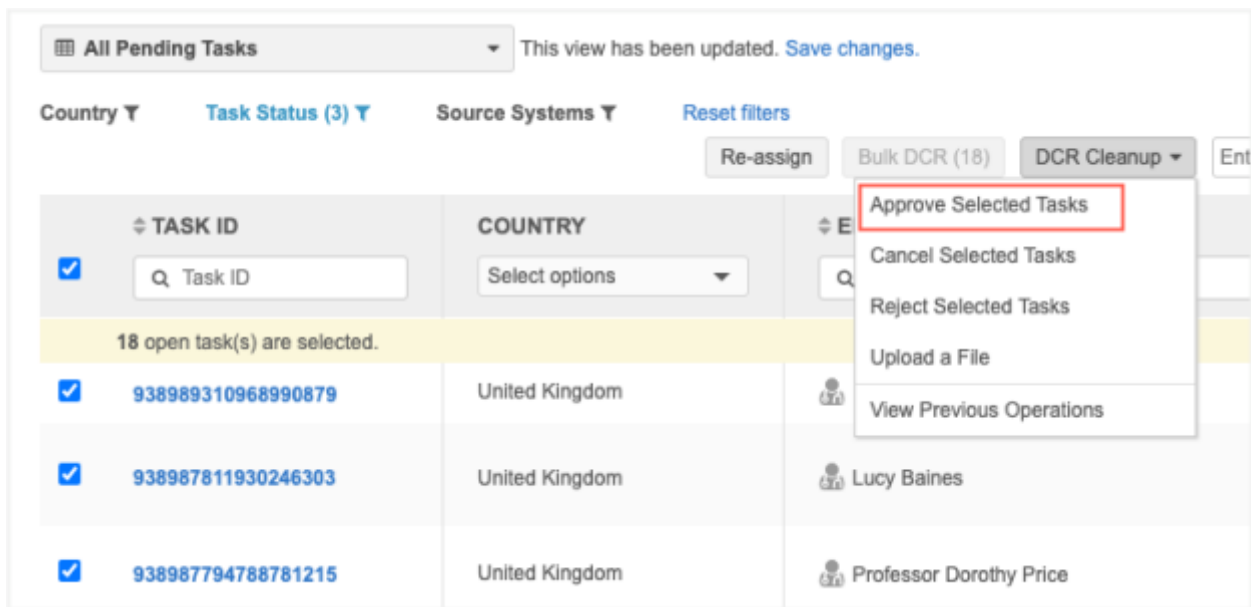 All Pending Tasks This view has been updated. Save changes.
Country Task Status (3) Source Systems Reset filters
Re-assign Bulk DCR (18) DCR Cleanup Ent
Approve Selected Tasks
Cancel Selected Tasks
Reject Selected Tasks
Upload a File
View Previous Operations
TASK ID COUNTRY E
Task ID Select options
18 open task(s) are selected.
938989310968990879 United Kingdom
938987811930246303 United Kingdom Lucy Baines
938987794788781215 United Kingdom Professor Dorothy Price